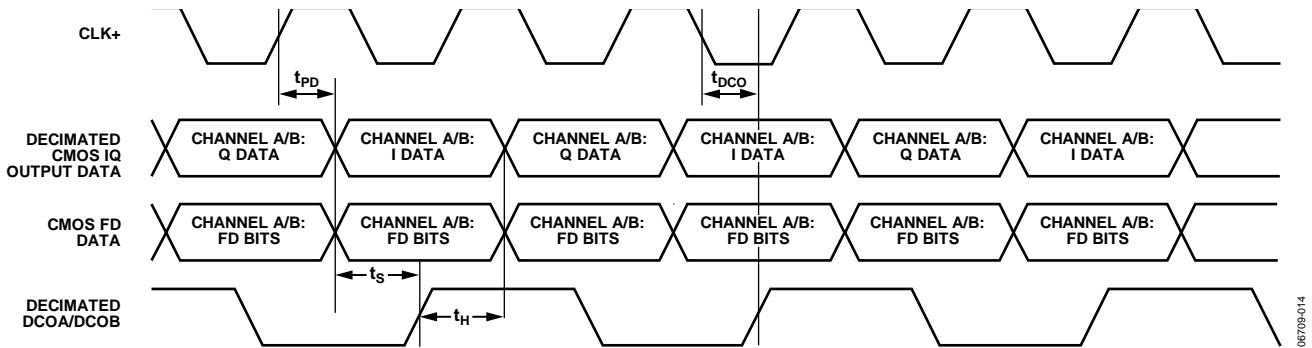 CLK+
tPD
tDCO
DECIMATED
CMOS IQ
OUTPUT DATA
CHANNEL A/B:
Q DATA
CHANNEL A/B:
I DATA
CHANNEL A/B:
Q DATA
CHANNEL A/B:
I DATA
CHANNEL A/B:
Q DATA
CHANNEL A/B:
I DATA
CMOS FD
DATA
CHANNEL A/B:
FD BITS
CHANNEL A/B:
FD BITS
CHANNEL A/B:
FD BITS
CHANNEL A/B:
FD BITS
CHANNEL A/B:
FD BITS
CHANNEL A/B:
FD BITS
tS
tH
DECIMATED
DCOA/DCOB
06709-014